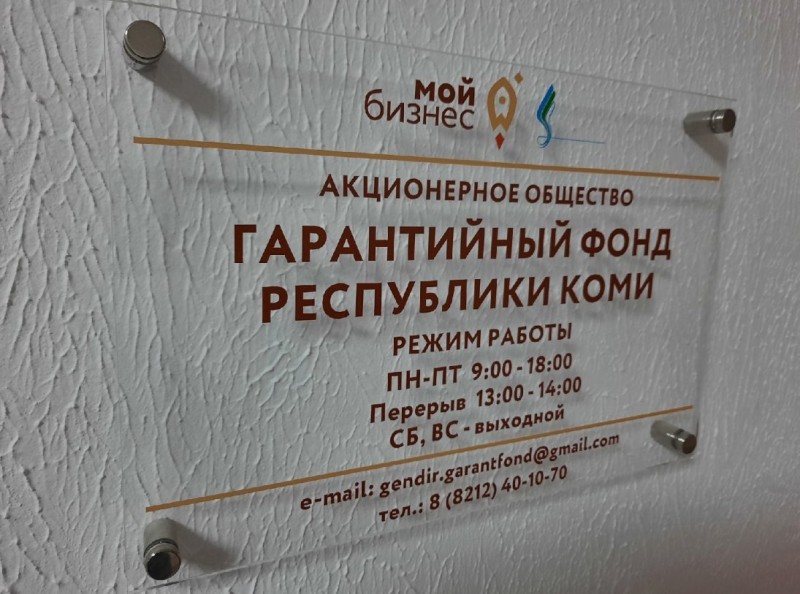 мой
бизнес
АКЦИОНЕРНОЕ ОБЩЕСТВО
ГАРАНТИЙНЫЙ ФОНД
РЕСПУБЛИКИ КОМИ
РЕЖИМ РАБОТЫ
ПН-ПТ 9:00 - 18:00
Перерыв 13:00 - 14:00
СБ, ВС - выходной
e-mail: gendir.garantfond@gmail.com
тел.: 8 (8212) 40-10-70